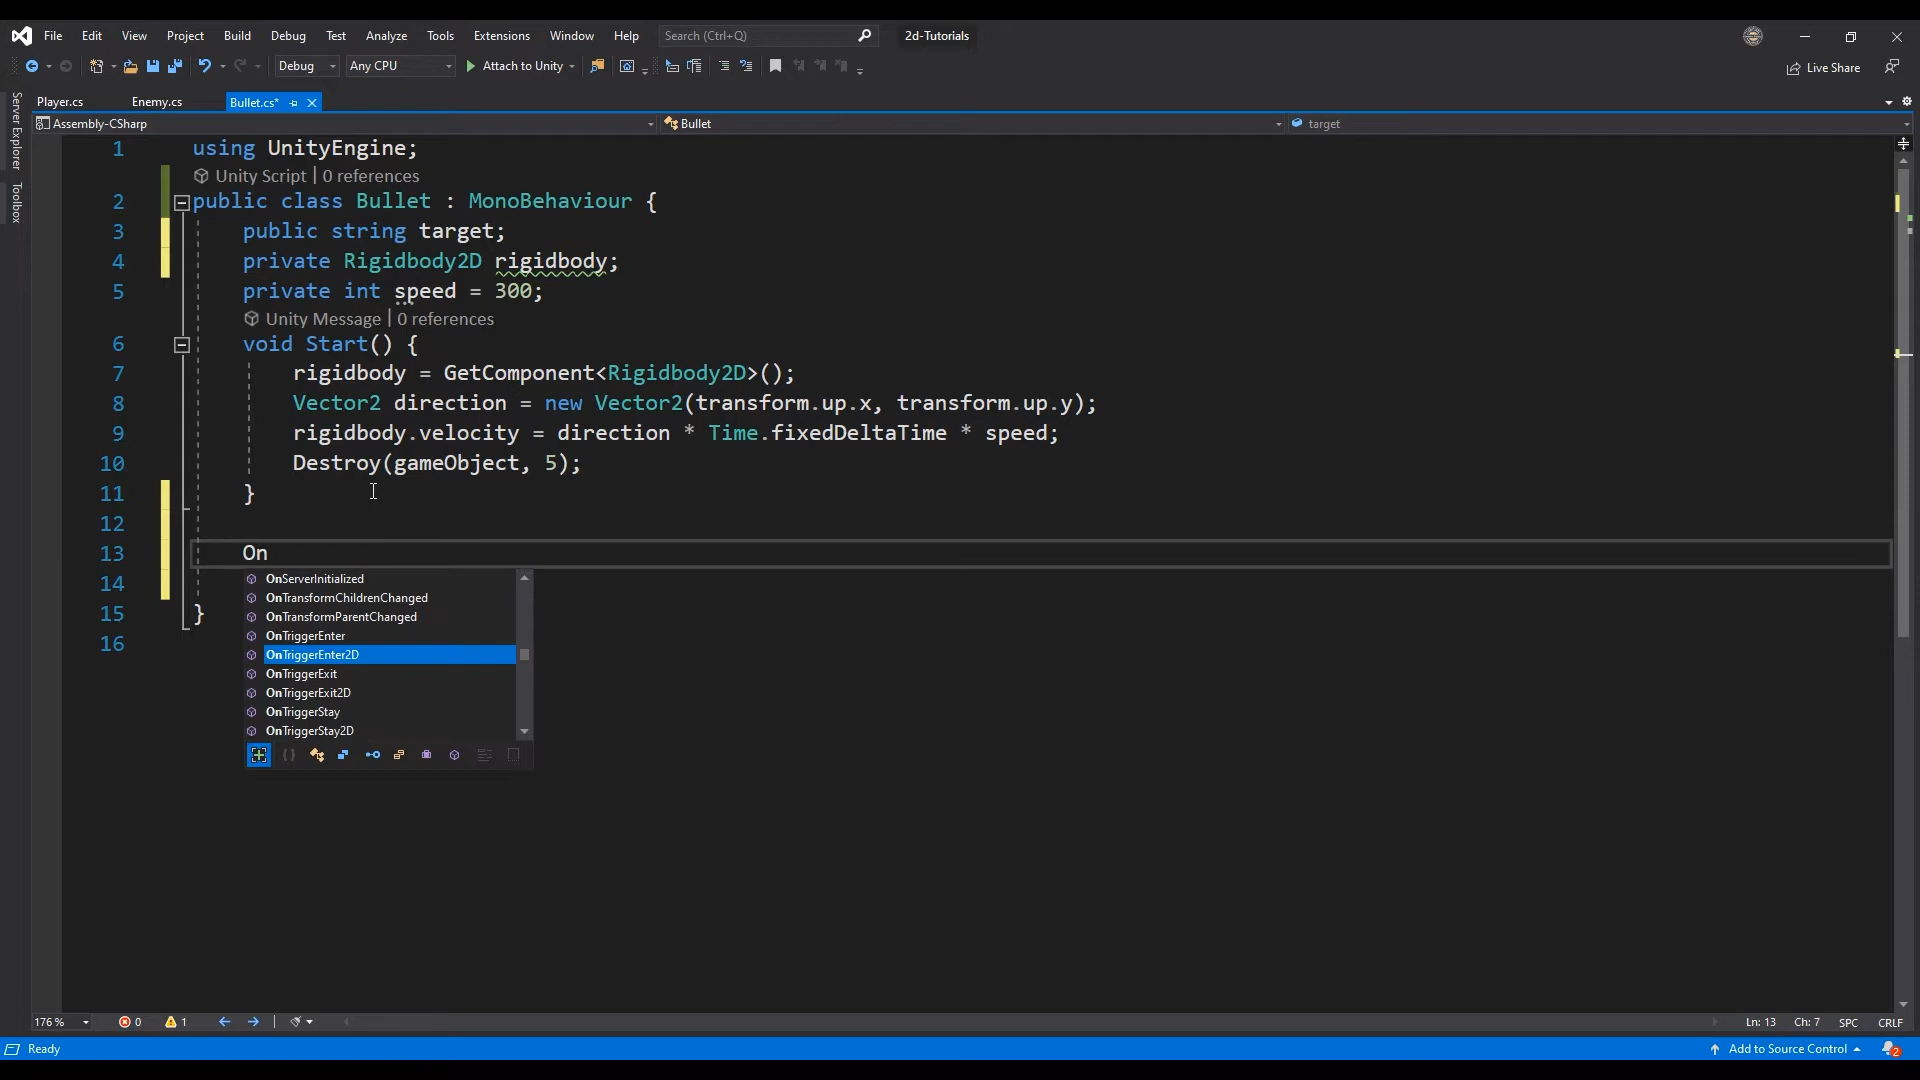 File Edit View Project Build Debug Test Analyze Tools Extensions Window Help Search (Ctrl+Q) 2d-Tutorials
Debug Any CPU Attach to Unity Live Share
Player.cs Enemy.cs Bullet.cs*
Server Explorer
Toolbox
Assembly-CSharp Bullet target
1 using UnityEngine;
Unity Script | 0 references
2 public class Bullet : MonoBehaviour {
3 public string target;
4 private Rigidbody2D rigidbody;
5 private int speed = 300;
Unity Message | 0 references
6 void Start() {
7 rigidbody = GetComponent<Rigidbody2D>();
8 Vector2 direction = new Vector2(transform.up.x, transform.up.y);
9 rigidbody.velocity = direction * Time.fixedDeltaTime * speed;
10 Destroy(gameObject, 5);
11 }
12
13 On
OnServerInitialized
14 OnTransformChildrenChanged
15 } OnTransformParentChanged
OnTriggerEnter
16 OnTriggerEnter2D
OnTriggerExit
OnTriggerExit2D
OnTriggerStay
OnTriggerStay2D
176 % 0 1 Ln: 13 Ch: 7 SPC CRLF
Ready Add to Source Control 2